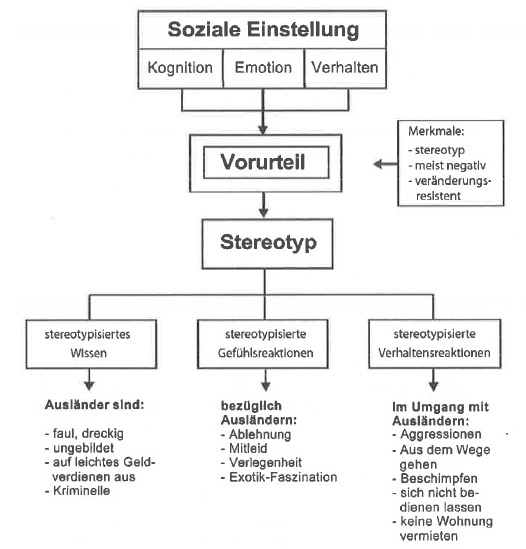 Soziale Einstellung
Kognition Emotion Verhalten
Vorurteil
Merkmale:
- stereotyp
- meist negativ
- veränderungs-
resistent
Stereotyp
stereotypisiertes
Wissen
stereotypisierte
Gefühlsreaktionen
stereotypisierte
Verhaltensreaktionen
Ausländer sind:
- faul, dreckig
- ungebildet
- auf leichtes Geld-
verdienen aus
- Kriminelle
bezüglich
Ausländern:
- Ablehnung
- Mitleid
- Verlegenheit
- Exotik-Faszination
Im Umgang mit
Ausländern:
- Aggressionen
- Aus dem Wege
gehen
- Beschimpfen
- sich nicht be-
dienen lassen
- keine Wohnung
vermieten